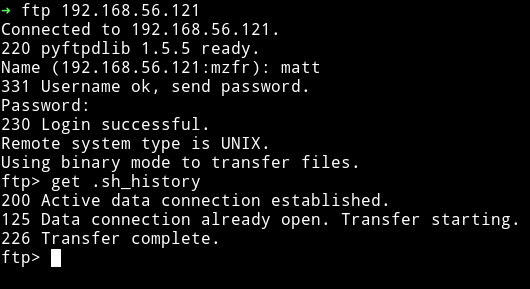 ➜ ftp 192.168.56.121
Connected to 192.168.56.121.
220 pyftpdlib 1.5.5 ready.
Name (192.168.56.121:mzfr): matt
331 Username ok, send password.
Password:
230 Login successful.
Remote system type is UNIX.
Using binary mode to transfer files.
ftp> get .sh_history
200 Active data connection established.
125 Data connection already open. Transfer starting.
226 Transfer complete.
ftp>